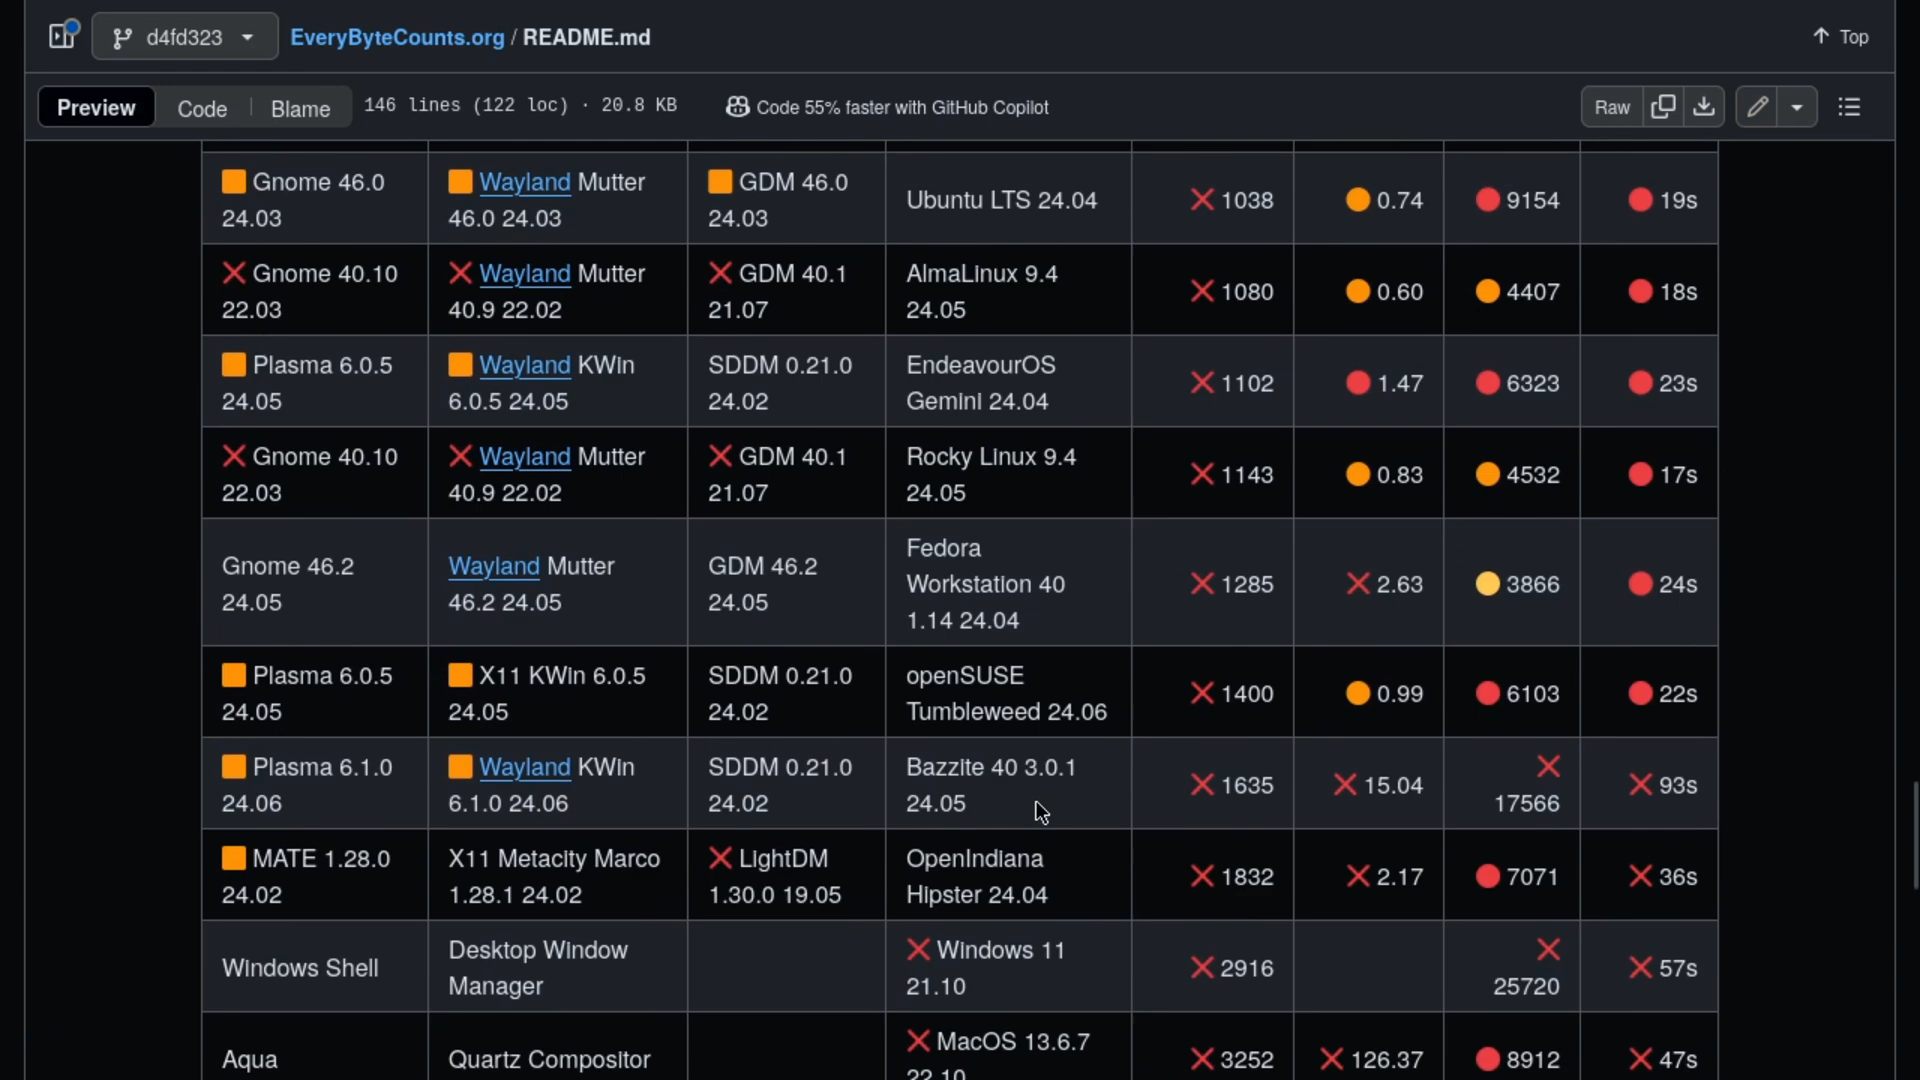 d4fd323 EveryByteCounts.org / README.md Top
Preview Code Blame 146 lines (122 loc) · 20.8 KB Code 55% faster with GitHub Copilot Raw
Gnome 46.0
24.03
Wayland Mutter
46.0 24.03
GDM 46.0
24.03
Ubuntu LTS 24.04
1038
0.74
9154
19s
Gnome 40.10
22.03
Wayland Mutter
40.9 22.02
GDM 40.1
21.07
AlmaLinux 9.4
24.05
1080
0.60
4407
18s
Plasma 6.0.5
24.05
Wayland KWin
6.0.5 24.05
SDDM 0.21.0
24.02
EndeavourOS
Gemini 24.04
1102
1.47
6323
23s
Gnome 40.10
22.03
Wayland Mutter
40.9 22.02
GDM 40.1
21.07
Rocky Linux 9.4
24.05
1143
0.83
4532
17s
Gnome 46.2
24.05
Wayland Mutter
46.2 24.05
GDM 46.2
24.05
Fedora
Workstation 40
1.14 24.04
1285
2.63
3866
24s
Plasma 6.0.5
24.05
X11 KWin 6.0.5
24.05
SDDM 0.21.0
24.02
openSUSE
Tumbleweed 24.06
1400
0.99
6103
22s
Plasma 6.1.0
24.06
Wayland KWin
6.1.0 24.06
SDDM 0.21.0
24.02
Bazzite 40 3.0.1
24.05
1635
15.04
17566
93s
MATE 1.28.0
24.02
X11 Metacity Marco
1.28.1 24.02
LightDM
1.30.0 19.05
OpenIndiana
Hipster 24.04
1832
2.17
7071
36s
Windows Shell
Desktop Window
Manager
Windows 11
21.10
2916
25720
57s
Aqua
Quartz Compositor
MacOS 13.6.7
22.10
3252
126.37
8912
47s